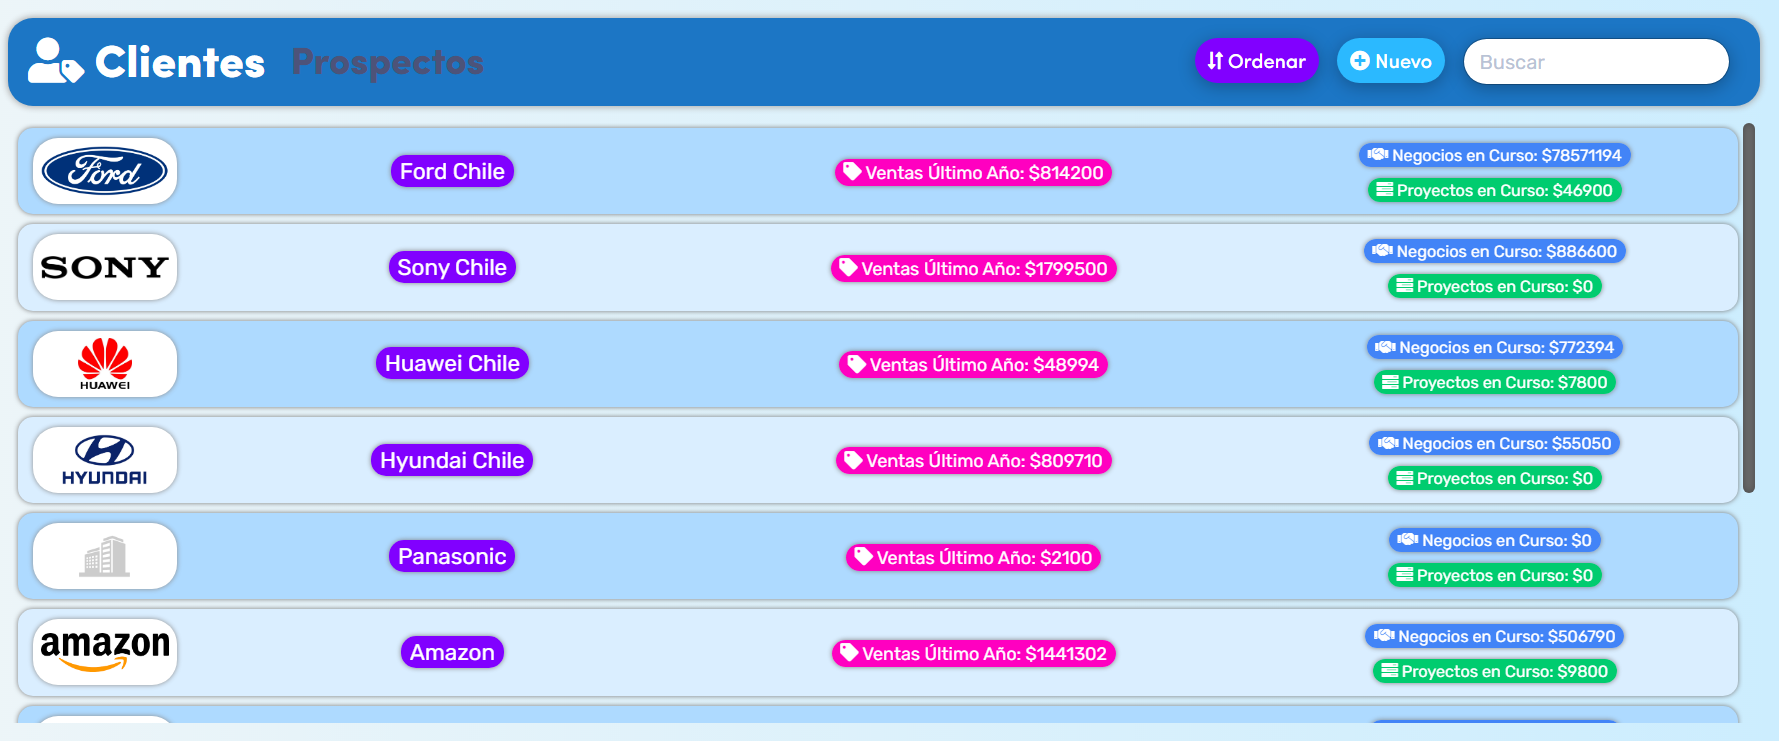 Clientes Prospectos Ordenar Nuevo Buscar
Ford Ford Chile Ventas Último Año: $814200 Negocios en Curso: $78571194
Proyectos en Curso: $46900
SONY Sony Chile Ventas Último Año: $1799500 Negocios en Curso: $886600
Proyectos en Curso: $0
HUAWEI Huawei Chile Ventas Último Año: $48994 Negocios en Curso: $772394
Proyectos en Curso: $7800
HYUNDAI Hyundai Chile Ventas Último Año: $809710 Negocios en Curso: $55050
Proyectos en Curso: $0
Panasonic Ventas Último Año: $2100 Negocios en Curso: $0
Proyectos en Curso: $0
amazon Amazon Ventas Último Año: $1441302 Negocios en Curso: $506790
Proyectos en Curso: $9800